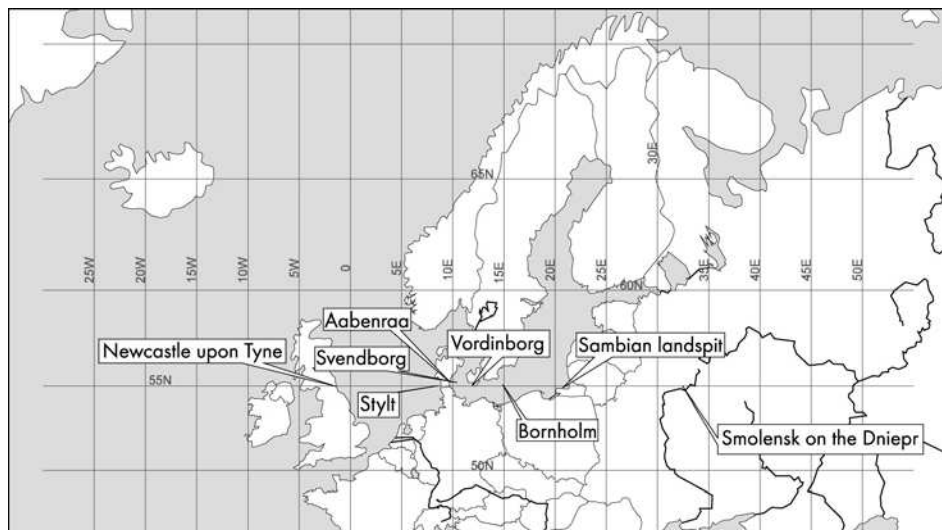 65N
30E
25W
20W
15W
10W
5W
0
5E
10E
15E
20E
25E
35E
40E
45E
50E
60N
Aabenraa
Newcastle upon Tyne
Svendborg
Vordinborg
Sambian landspit
55N
Stylt
Bornholm
Smolensk on the Dniepr
50N